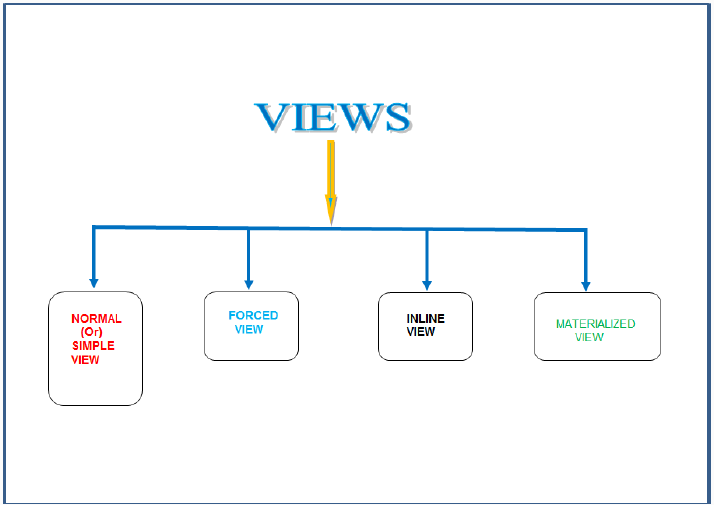 VIEWS
NORMAL
(Or)
SIMPLE
VIEW
FORCED
VIEW
INLINE
VIEW
MATERIALIZED
VIEW